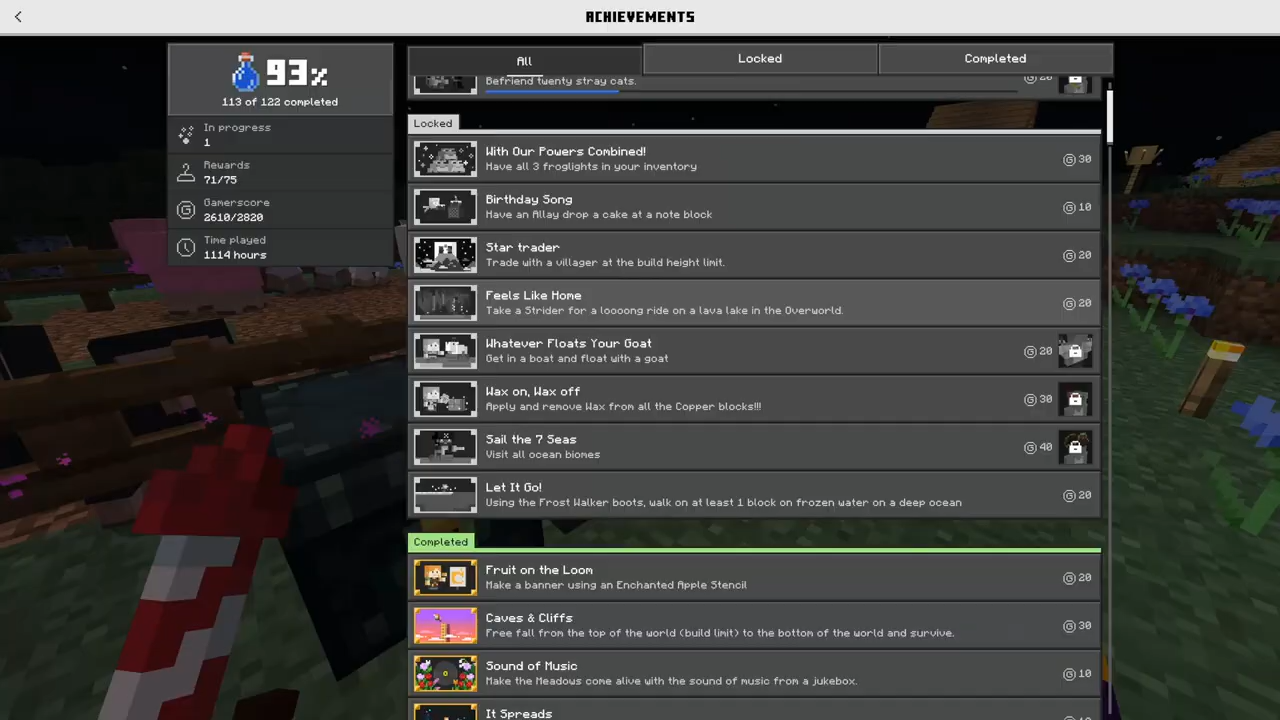 ACHIEVEMENTS
93%
113 of 122 completed
In progress
1
Rewards
71/75
Gamerscore
2610/2820
Time played
1114 hours
All
Locked
Completed
Befriend twenty stray cats.
20
Locked
With Our Powers Combined!
Have all 3 froglights in your inventory
G 30
Birthday Song
Have an Allay drop a cake at a note block
G 10
Star trader
Trade with a villager at the build height limit.
G 20
Feels Like Home
Take a Strider for a loooong ride on a lava lake in the Overworld.
G 20
Whatever Floats Your Goat
Get in a boat and float with a goat
G 20
Wax on, Wax off
Apply and remove Wax from all the Copper blocks!!!
G 30
Sail the 7 Seas
Visit all ocean biomes
G 40
Let It Go!
Using the Frost Walker boots, walk on at least 1 block on frozen water on a deep ocean
G 20
Completed
Fruit on the Loom
Make a banner using an Enchanted Apple Stencil
G 20
Caves & Cliffs
Free fall from the top of the world (build limit) to the bottom of the world and survive.
G 30
Sound of Music
Make the Meadows come alive with the sound of music from a jukebox.
G 10
It Spreads